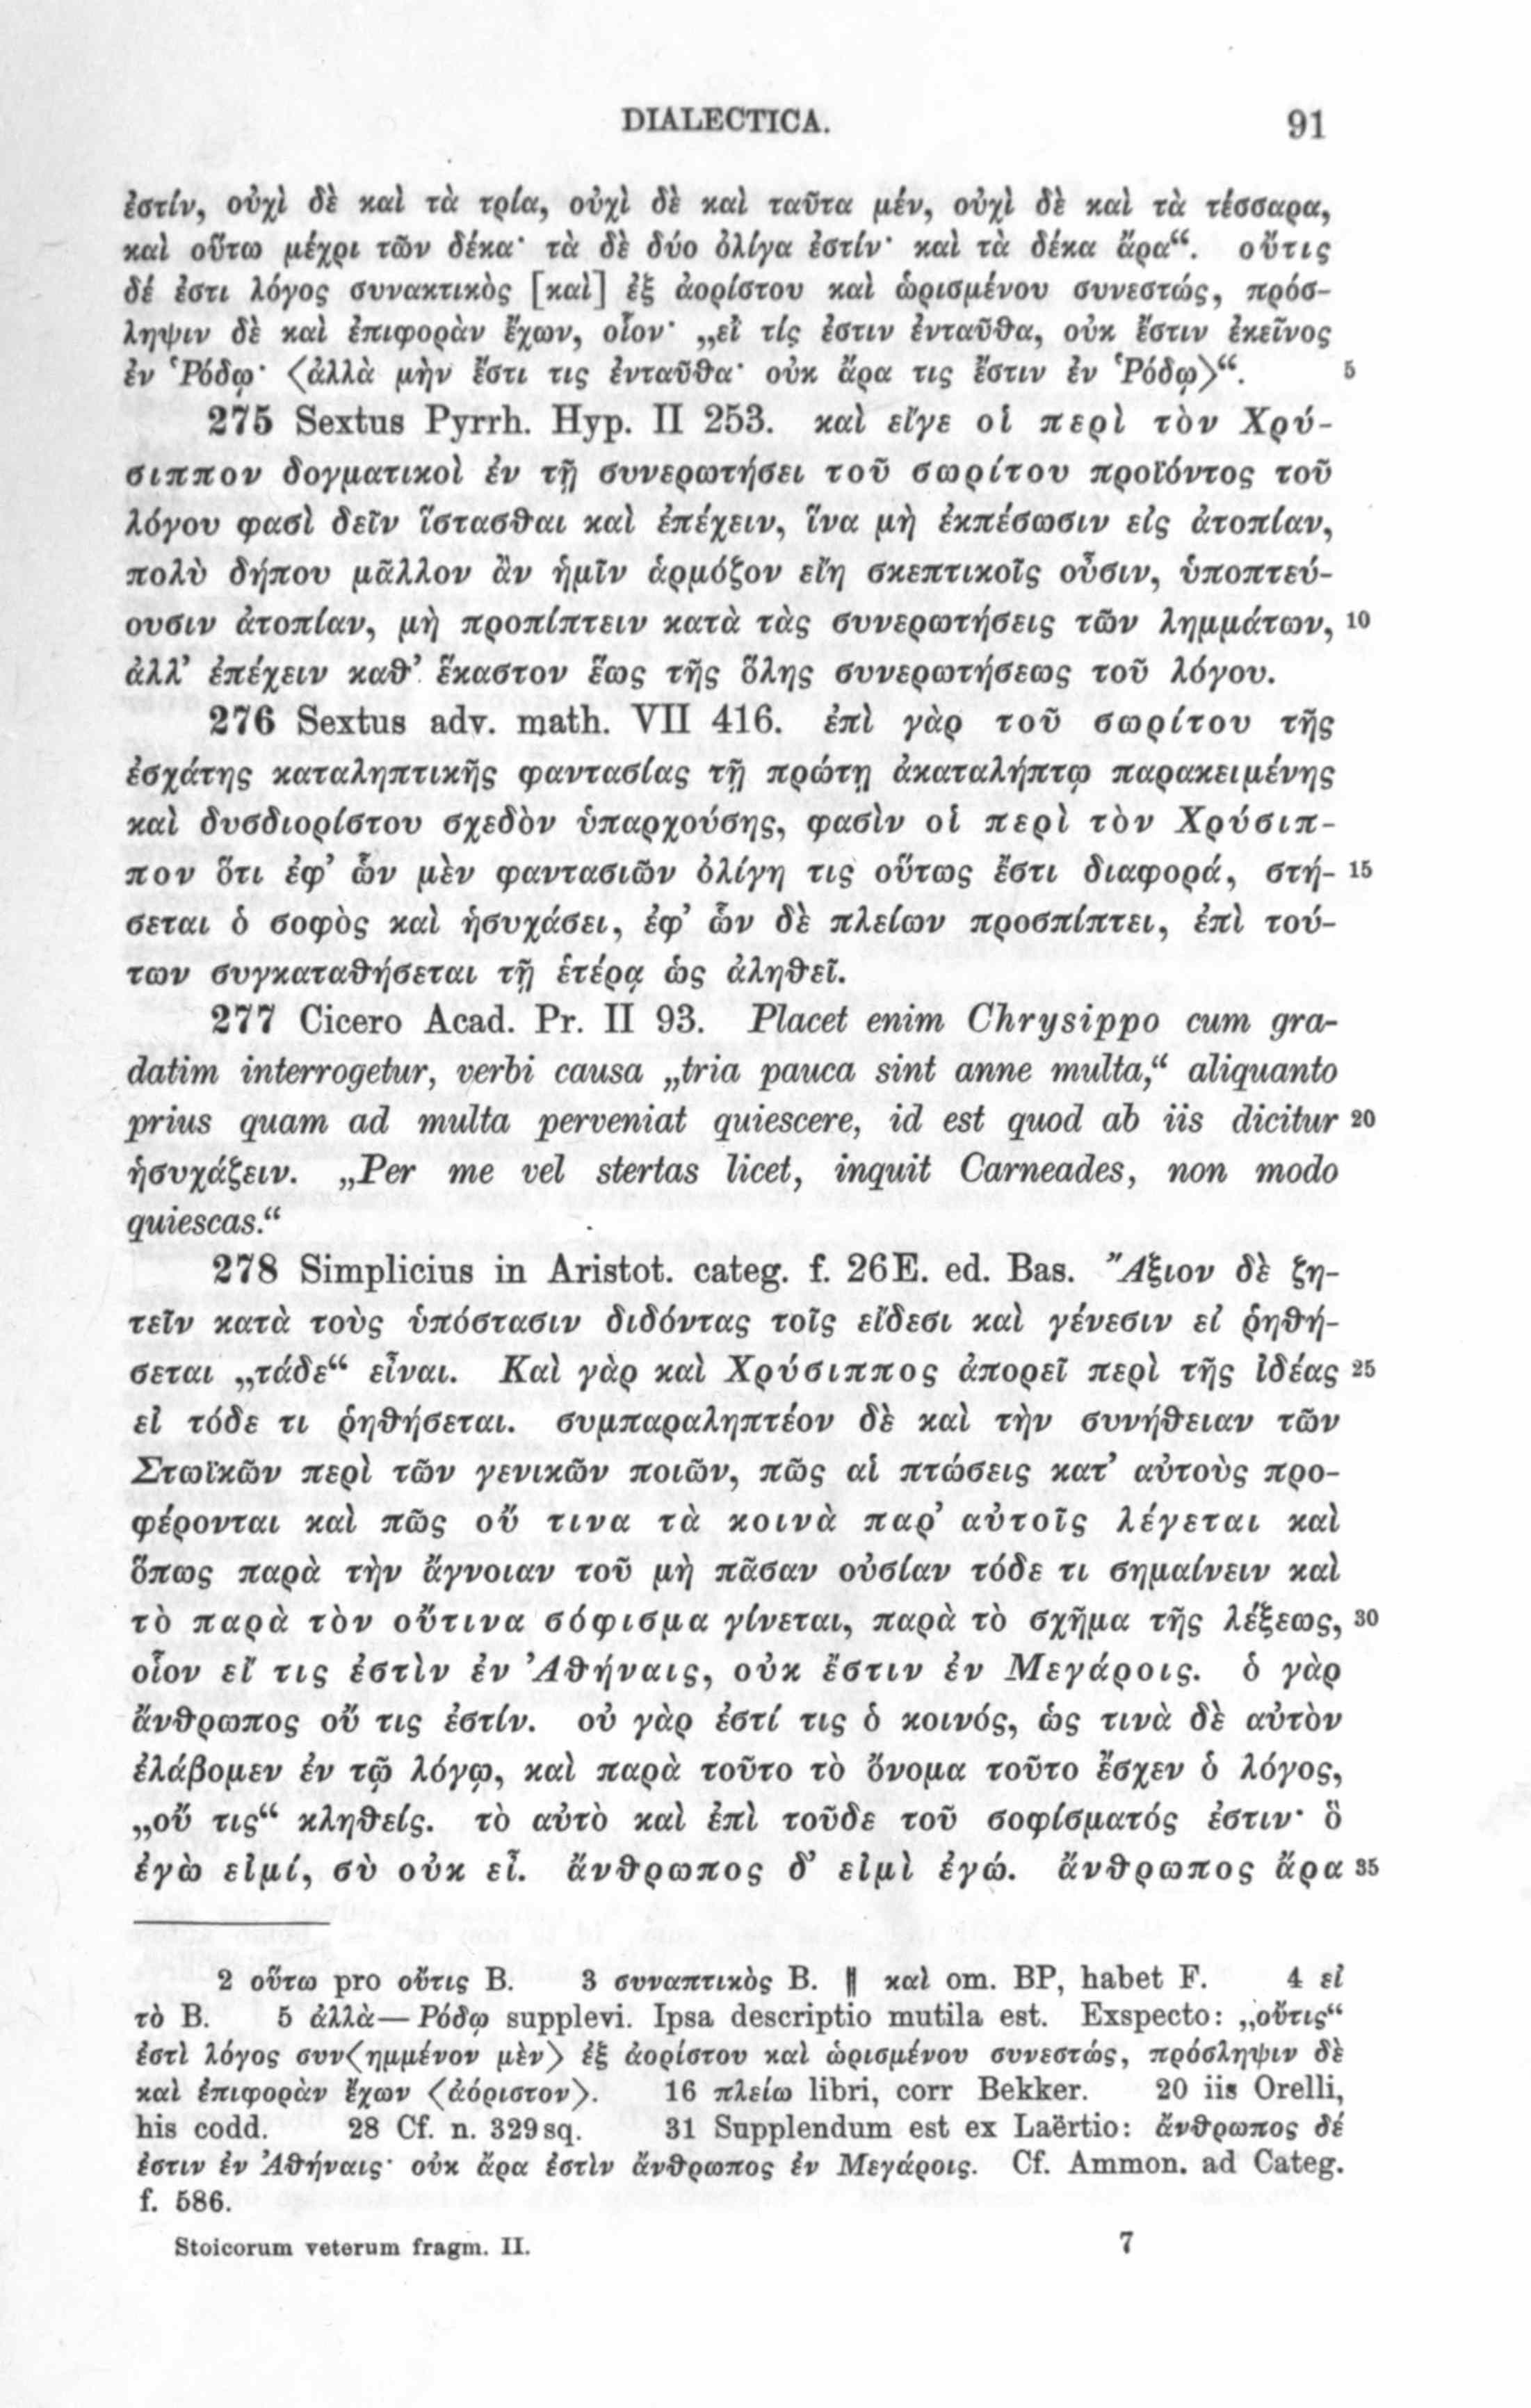 DIALECTICA. 91
ἐστίν, οὐχὶ δὲ καὶ τὰ τρία, οὐχὶ δὲ καὶ ταῦτα μέν, οὐχὶ δὲ καὶ τὰ τέσσαρα,
καὶ οὕτω μέχρι τῶν δέκα· τὰ δὲ δύο ὀλίγα ἐστίν· καὶ τὰ δέκα ἄρα“. οὔτις
δέ ἐστι λόγος συνακτικὸς [καὶ] ἐξ ἀορίστου καὶ ὡρισμένου συνεστώς, πρόσ-
ληψιν δὲ καὶ ἐπιφορὰν ἔχων, οἷον· „εἴ τίς ἐστιν ἐνταῦθα, οὐκ ἔστιν ἐκεῖνος
ἐν Ῥόδῳ· 〈ἀλλὰ μὴν ἔστι τις ἐνταῦθα· οὐκ ἄρα τις ἔστιν ἐν Ῥόδῳ〉“. 5
275 Sextus Pyrrh. Hyp. II 253. καὶ εἴγε οἱ περὶ τὸν Χρύ-
σιππον δογματικοὶ ἐν τῇ συνερωτήσει τοῦ σωρίτου προϊόντος τοῦ
λόγου φασὶ δεῖν ἵστασθαι καὶ ἐπέχειν, ἵνα μὴ ἐκπέσωσιν εἰς ἀτοπίαν,
πολὺ δήπου μᾶλλον ἂν ἡμῖν ἁρμόζον εἴη σκεπτικοῖς οὖσιν, ὑποπτεύ-
ουσιν ἀτοπίαν, μὴ προπίπτειν κατὰ τὰς συνερωτήσεις τῶν λημμάτων, 10
ἀλλ’ ἐπέχειν καθ’ ἕκαστον ἕως τῆς ὅλης συνερωτήσεως τοῦ λόγου.
276 Sextus adv. math. VII 416. ἐπὶ γὰρ τοῦ σωρίτου τῆς
ἐσχάτης καταληπτικῆς φαντασίας τῇ πρώτῃ ἀκαταλήπτῳ παρακειμένης
καὶ δυσδιορίστου σχεδὸν ὑπαρχούσης, φασὶν οἱ περὶ τὸν Χρύσιπ-
πον ὅτι ἐφ’ ὧν μὲν φαντασιῶν ὀλίγη τις οὕτως ἔστι διαφορά, στή- 15
σεται ὁ σοφὸς καὶ ἡσυχάσει, ἐφ’ ὧν δὲ πλείων προσπίπτει, ἐπὶ τού-
των συγκαταθήσεται τῇ ἑτέρᾳ ὡς ἀληθεῖ.
277 Cicero Acad. Pr. II 93. Placet enim Chrysippo cum gra-
datim interrogetur, verbi causa „tria pauca sint anne multa,“ aliquanto
prius quam ad multa perveniat quiescere, id est quod ab iis dicitur 20
ἡσυχάζειν. „Per me vel stertas licet, inquit Carneades, non modo
quiescas.“
278 Simplicius in Aristot. categ. f. 26E. ed. Bas. Ἄξιον δὲ ζη-
τεῖν κατὰ τοὺς ὑπόστασιν διδόντας τοῖς εἴδεσι καὶ γένεσιν εἰ ῥηθή-
σεται „τάδε“ εἶναι. Καὶ γὰρ καὶ Χρύσιππος ἀπορεῖ περὶ τῆς ἰδέας 25
εἰ τόδε τι ῥηθήσεται. συμπαραληπτέον δὲ καὶ τὴν συνήθειαν τῶν
Στωϊκῶν περὶ τῶν γενικῶν ποιῶν, πῶς αἱ πτώσεις κατ’ αὐτοὺς προ-
φέρονται καὶ πῶς οὔ τινα τὰ κοινὰ παρ’ αὐτοῖς λέγεται καὶ
ὅπως παρὰ τὴν ἄγνοιαν τοῦ μὴ πᾶσαν οὐσίαν τόδε τι σημαίνειν καὶ
τὸ παρὰ τὸν οὔτινα σόφισμα γίνεται, παρὰ τὸ σχῆμα τῆς λέξεως, 30
οἷον εἴ τις ἐστὶν ἐν Ἀθήναις, οὐκ ἔστιν ἐν Μεγάροις. ὁ γὰρ
ἄνθρωπος οὔ τις ἐστίν. οὐ γὰρ ἐστί τις ὁ κοινός, ὡς τινὰ δὲ αὐτὸν
ἐλάβομεν ἐν τῷ λόγῳ, καὶ παρὰ τοῦτο τὸ ὄνομα τοῦτο ἔσχεν ὁ λόγος,
„οὔ τις“ κληθείς. τὸ αὐτὸ καὶ ἐπὶ τοῦδε τοῦ σοφίσματός ἐστιν· ὃ
ἐγὼ εἰμί, σὺ οὐκ εἶ. ἄνθρωπος δ’ εἰμὶ ἐγώ. ἄνθρωπος ἄρα 35
2 οὕτω pro οὔτις B. 3 συναπτικὸς B. ‖ καὶ om. BP, habet F. 4 εἰ
τὸ B. 5 ἀλλὰ—Ῥόδῳ supplevi. Ipsa descriptio mutila est. Exspecto: „οὔτις“
ἐστὶ λόγος συν〈ημμένον μὲν〉 ἐξ ἀορίστου καὶ ὡρισμένου συνεστώς, πρόσληψιν δὲ
καὶ ἐπιφορὰν ἔχων 〈ἀόριστον〉. 16 πλείω libri, corr Bekker. 20 iis Orelli,
his codd. 28 Cf. n. 329sq. 31 Supplendum est ex Laërtio: ἄνθρωπος δέ
ἐστιν ἐν Ἀθήναις· οὐκ ἄρα ἐστὶν ἄνθρωπος ἐν Μεγάροις. Cf. Ammon. ad Categ.
f. 586.
Stoicorum veterum fragm. II. 7